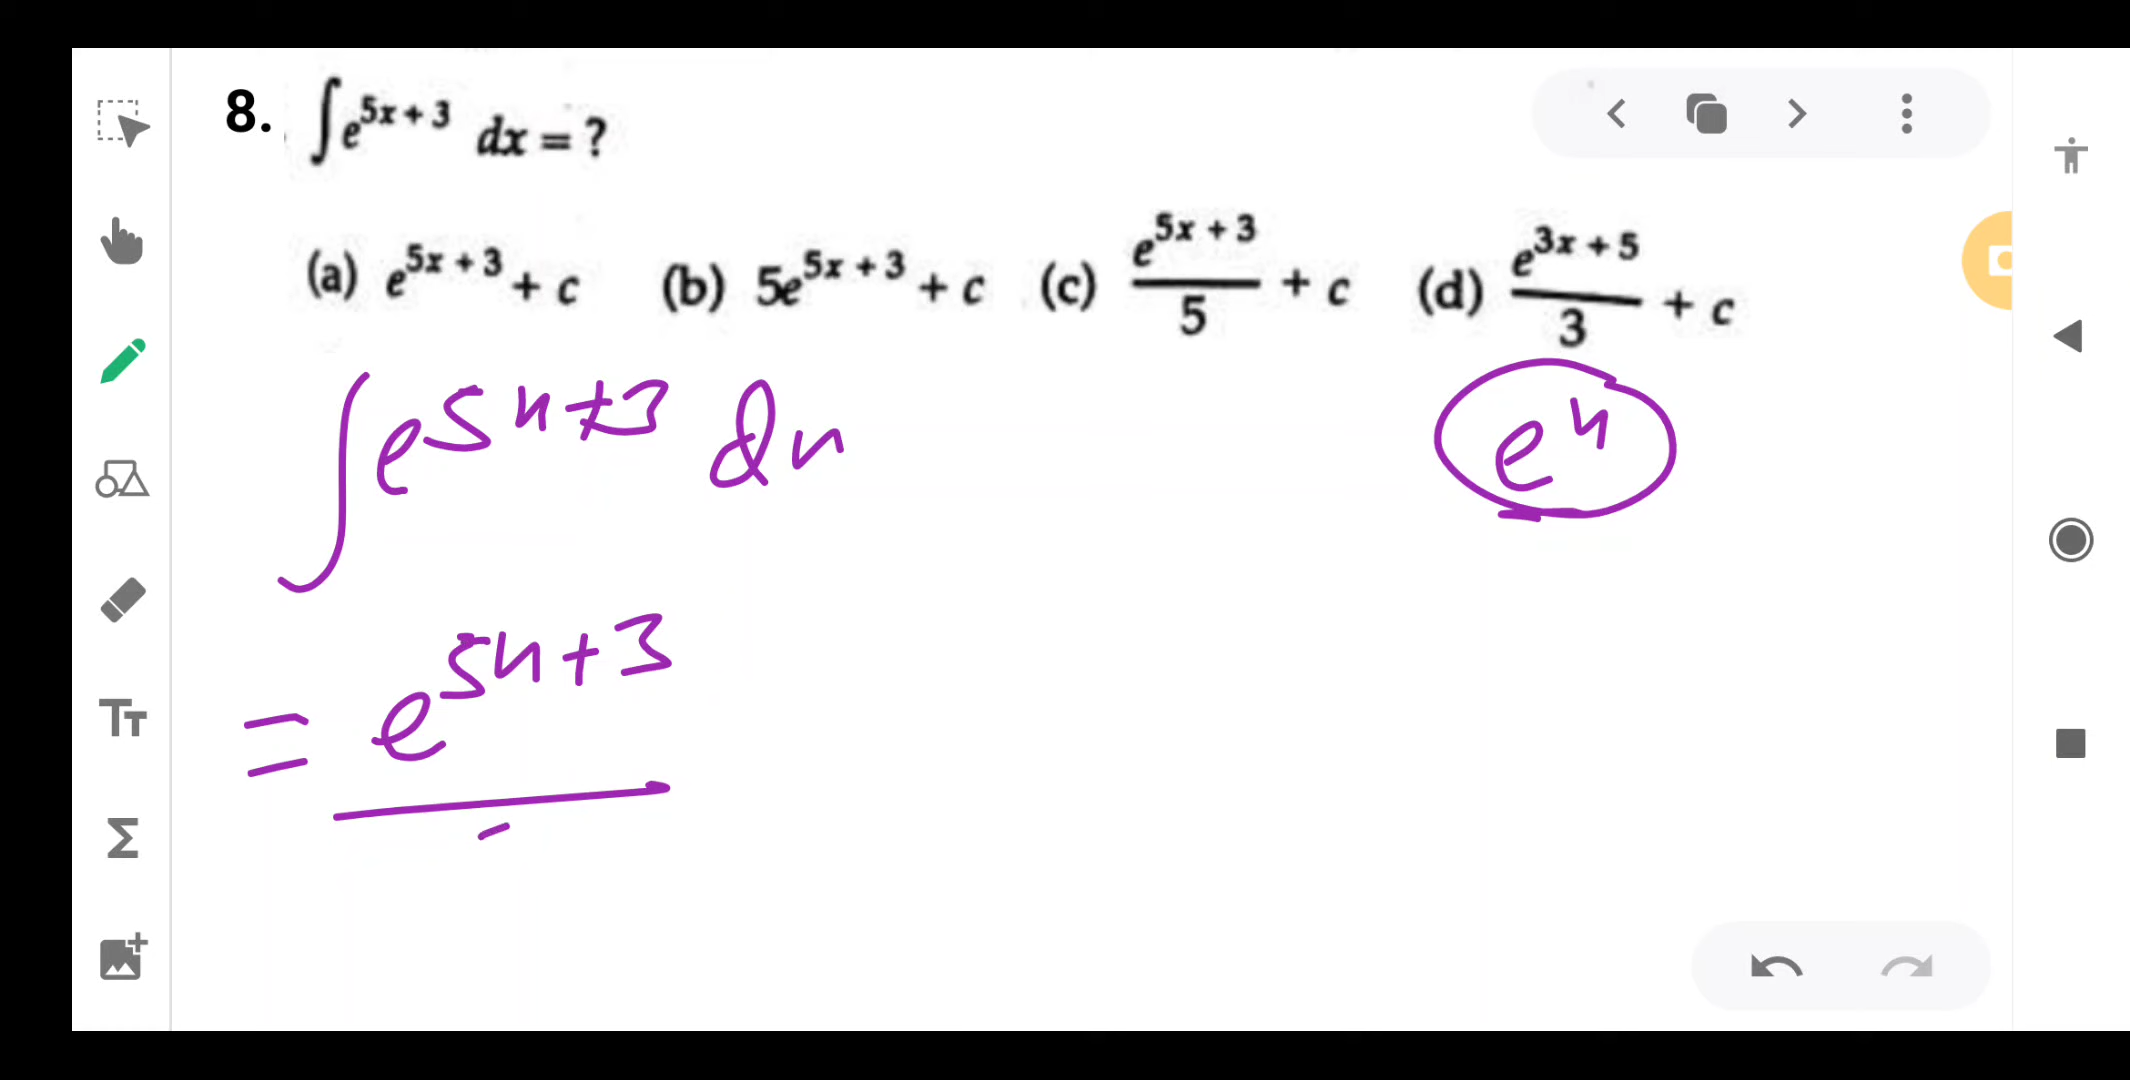 8. ∫e^{5x + 3} dx = ?
(a) e^{5x + 3} + c (b) 5e^{5x + 3} + c (c) e^{5x + 3}/5 + c (d) e^{3x + 5}/3 + c
∫e^{5x+3} dx e^x
= e^{5x+3}
Tт
Σ